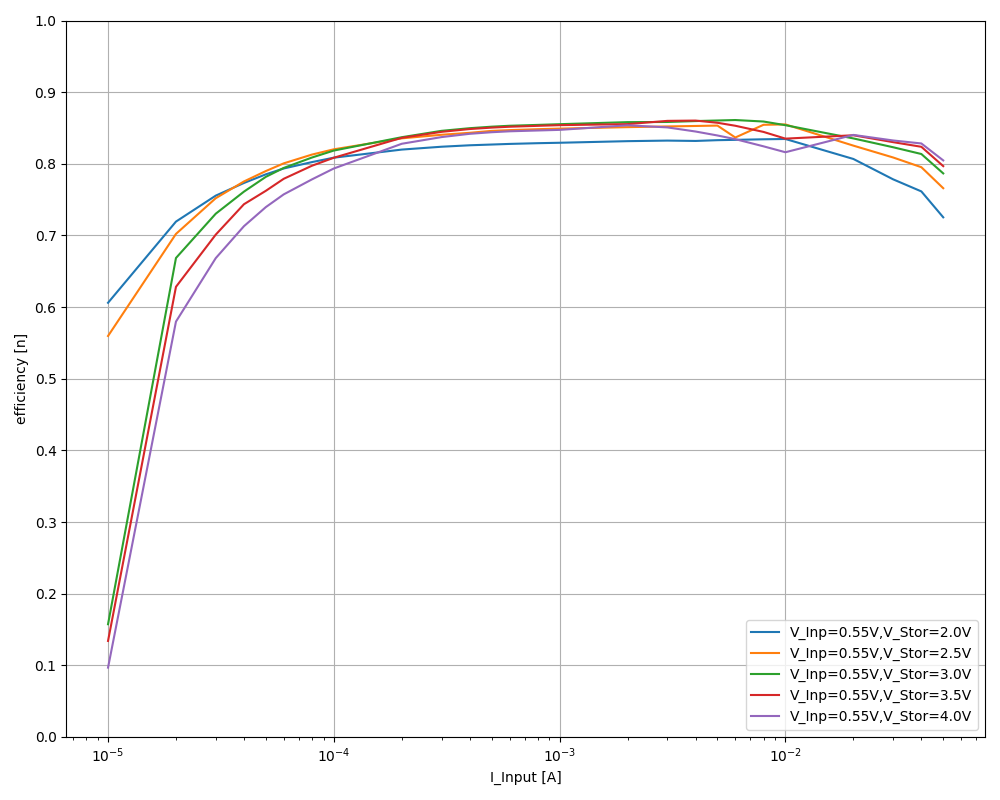 1.0
0.9
0.8
0.7
0.6
0.5
0.4
0.3
0.2
0.1
0.0
efficiency [n]
V_Inp=0.55V,V_Stor=2.0V
V_Inp=0.55V,V_Stor=2.5V
V_Inp=0.55V,V_Stor=3.0V
V_Inp=0.55V,V_Stor=3.5V
V_Inp=0.55V,V_Stor=4.0V
10⁻⁵ 10⁻⁴ 10⁻³ 10⁻²
I_Input [A]